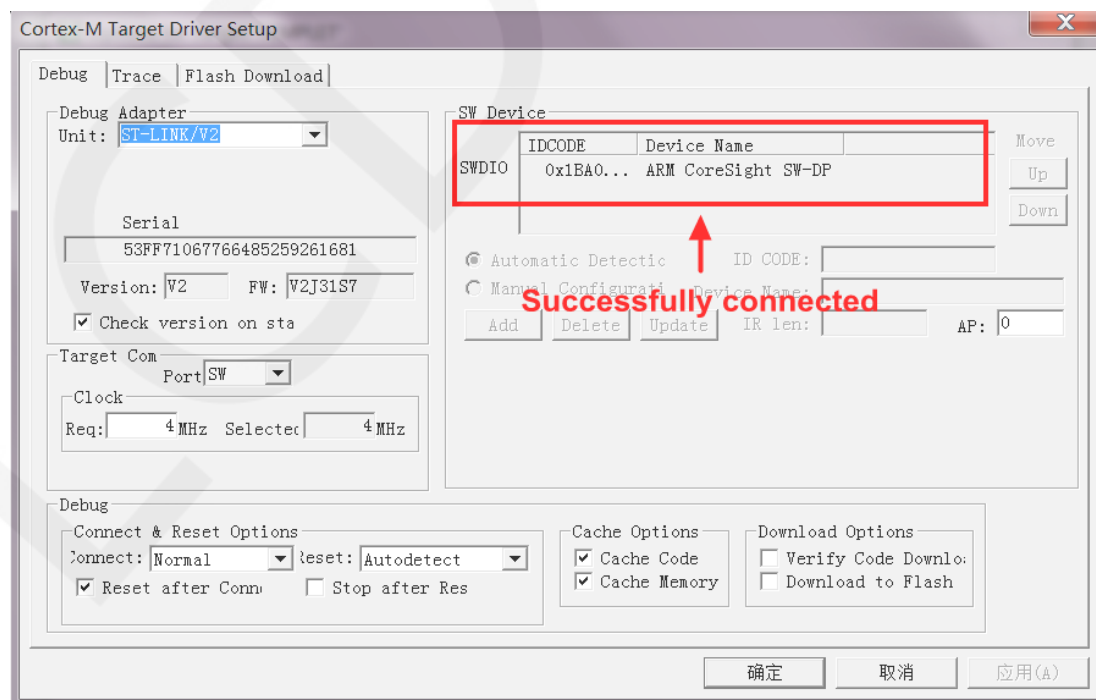 Cortex-M Target Driver Setup
Debug Trace Flash Download
Debug Adapter
Unit: ST-LINK/V2
Serial
53FF71067766485259261681
Version: V2 FW: V2J31S7
Check version on sta
Target Com
Port SW
Clock
Req: 4 MHz Selected 4 MHz
SW Device
IDCODE Device Name
SWDIO 0x1BA0... ARM CoreSight SW-DP
Move
Up
Down
Automatic Detectic ID CODE:
Manual Configurati Device Name:
Successfully connected
Add Delete Update IR len: AP: 0
Debug
Connect & Reset Options
Connect: Normal Reset: Autodetect
Reset after Conn Stop after Res
Cache Options
Cache Code
Cache Memory
Download Options
Verify Code Downlo
Download to Flash
确定 取消 应用(A)